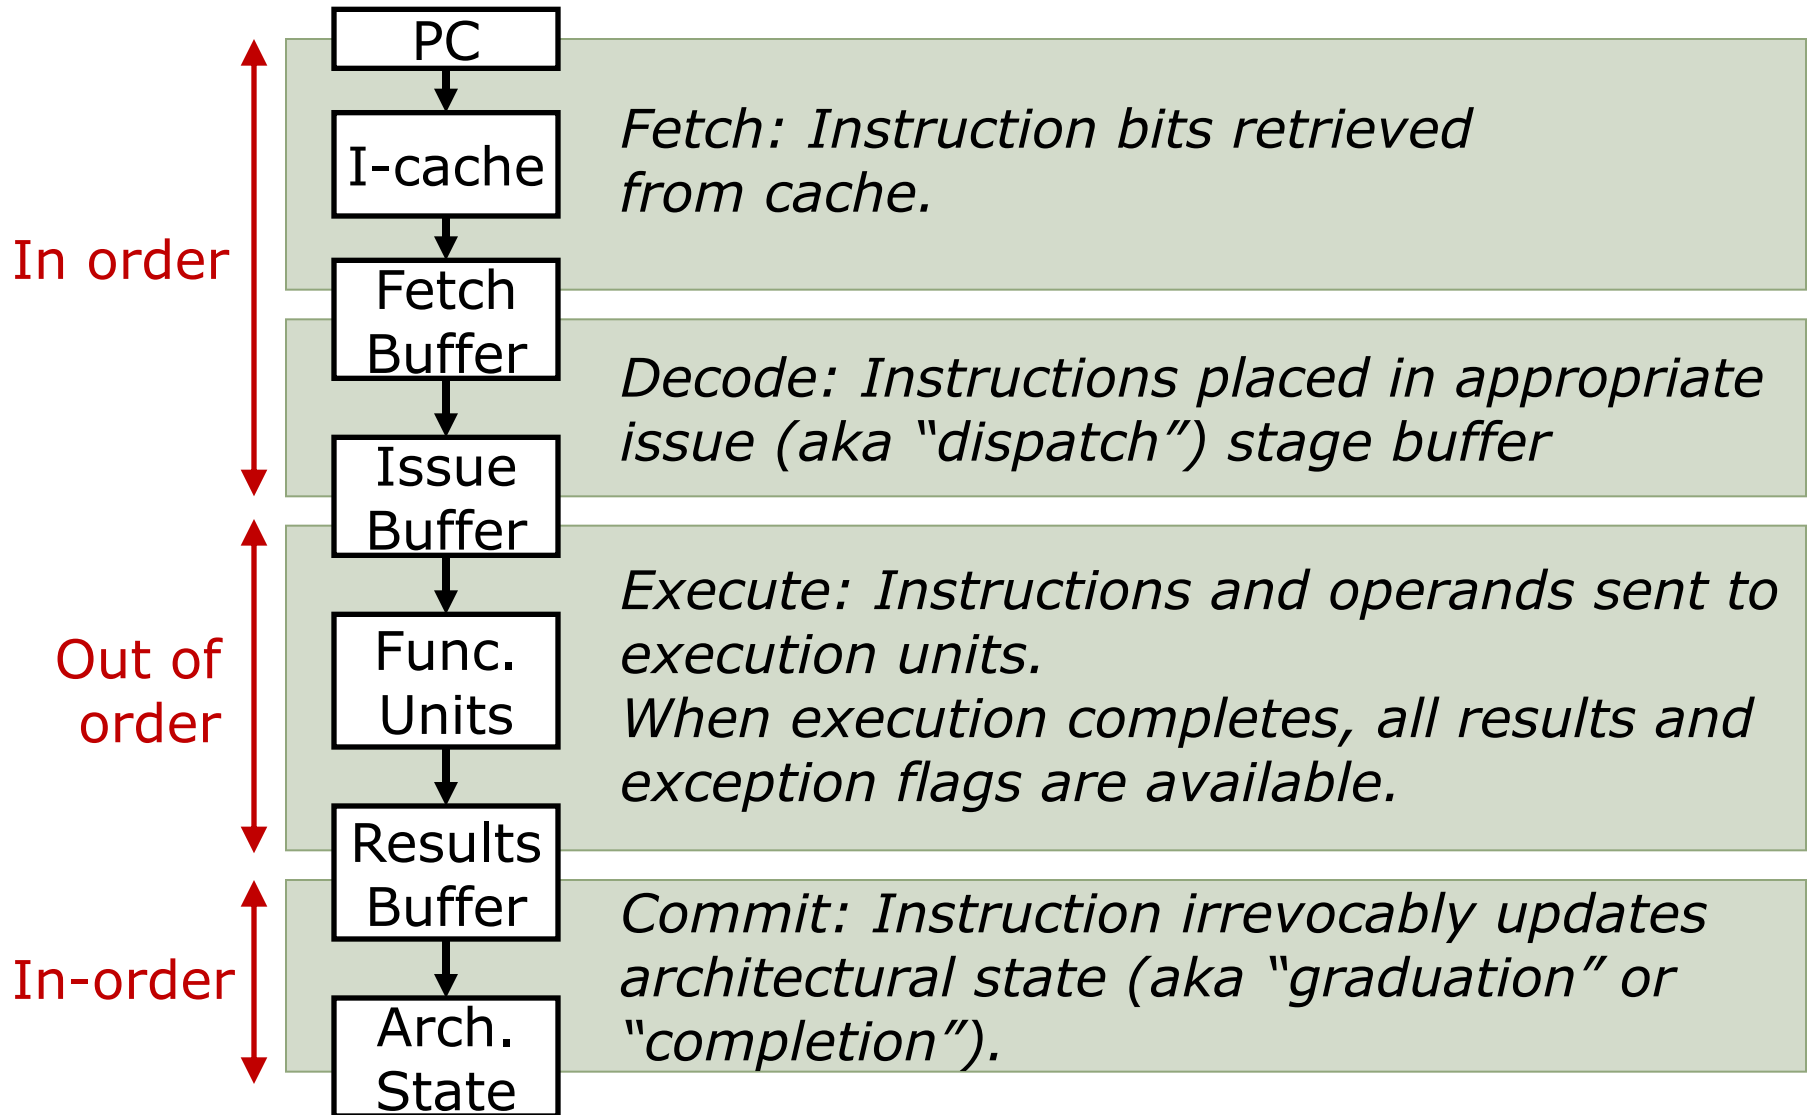 PC
I-cache
Fetch: Instruction bits retrieved
from cache.
In order
Fetch
Buffer
Decode: Instructions placed in appropriate
issue (aka “dispatch”) stage buffer
Issue
Buffer
Execute: Instructions and operands sent to
execution units.
When execution completes, all results and
exception flags are available.
Out of
order
Func.
Units
Results
Buffer
Commit: Instruction irrevocably updates
architectural state (aka “graduation” or
“completion”).
In-order
Arch.
State